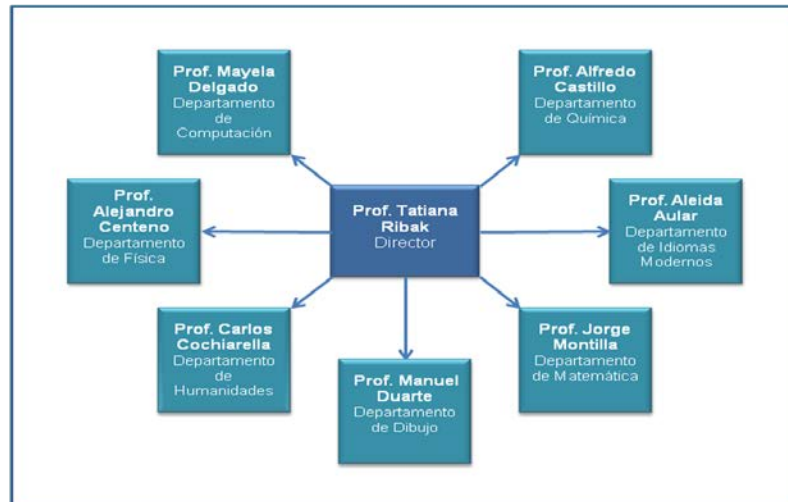 Prof. Mayela
Delgado
Departamento
de
Computación
Prof. Alfredo
Castillo
Departamento
de Química
Prof.
Alejandro
Centeno
Departamento
de Física
Prof. Tatiana
Ribak
Director
Prof. Aleida
Aular
Departamento
de Idiomas
Modernos
Prof. Carlos
Cochiarella
Departamento
de
Humanidades
Prof. Manuel
Duarte
Departamento
de Dibujo
Prof. Jorge
Montilla
Departamento
de Matemática